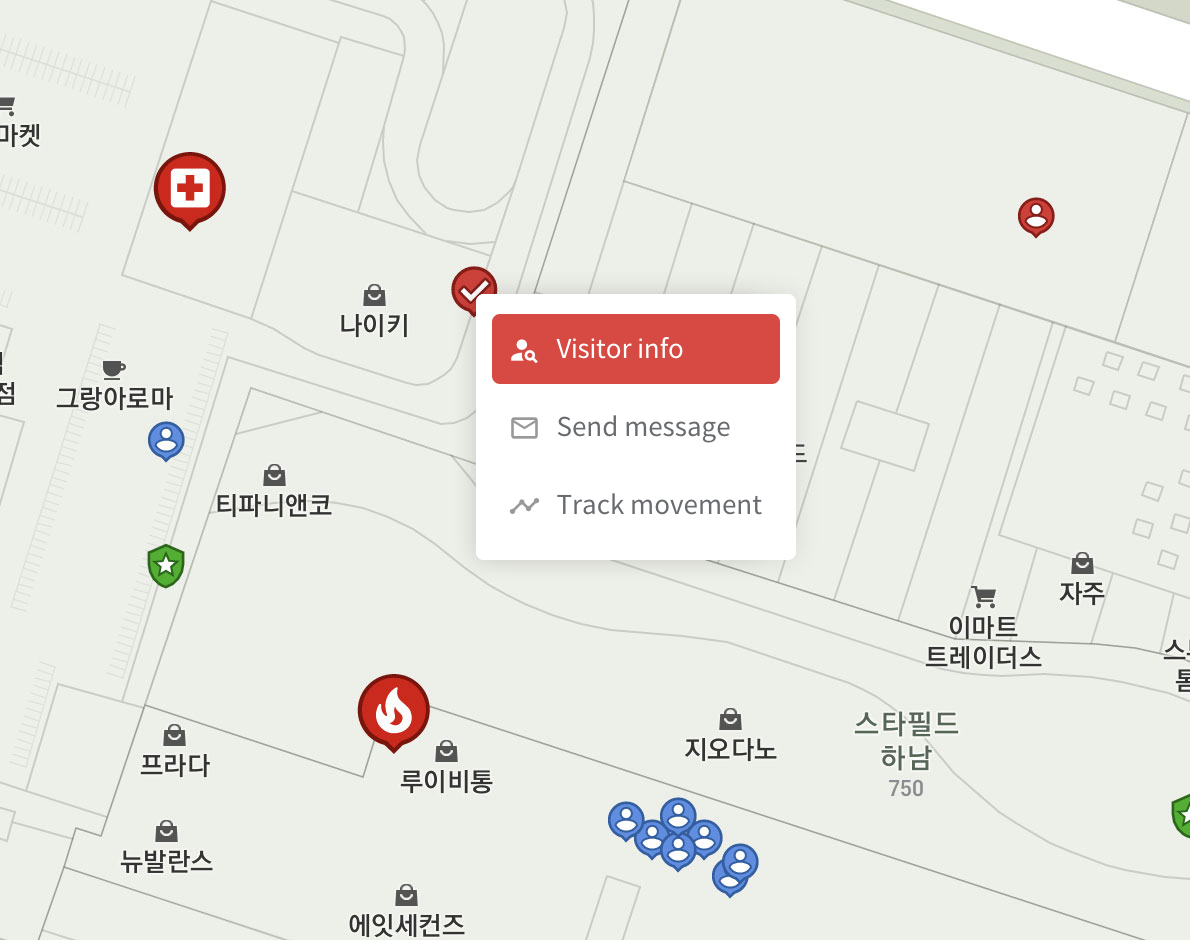 마켓
나이키
Visitor info
그랑아로마
점
Send message
티파니앤코
Track movement
자주
이마트
트레이더스
스타필드
하남
750
지오다노
프라다
루이비통
뉴발란스
에잇세컨즈